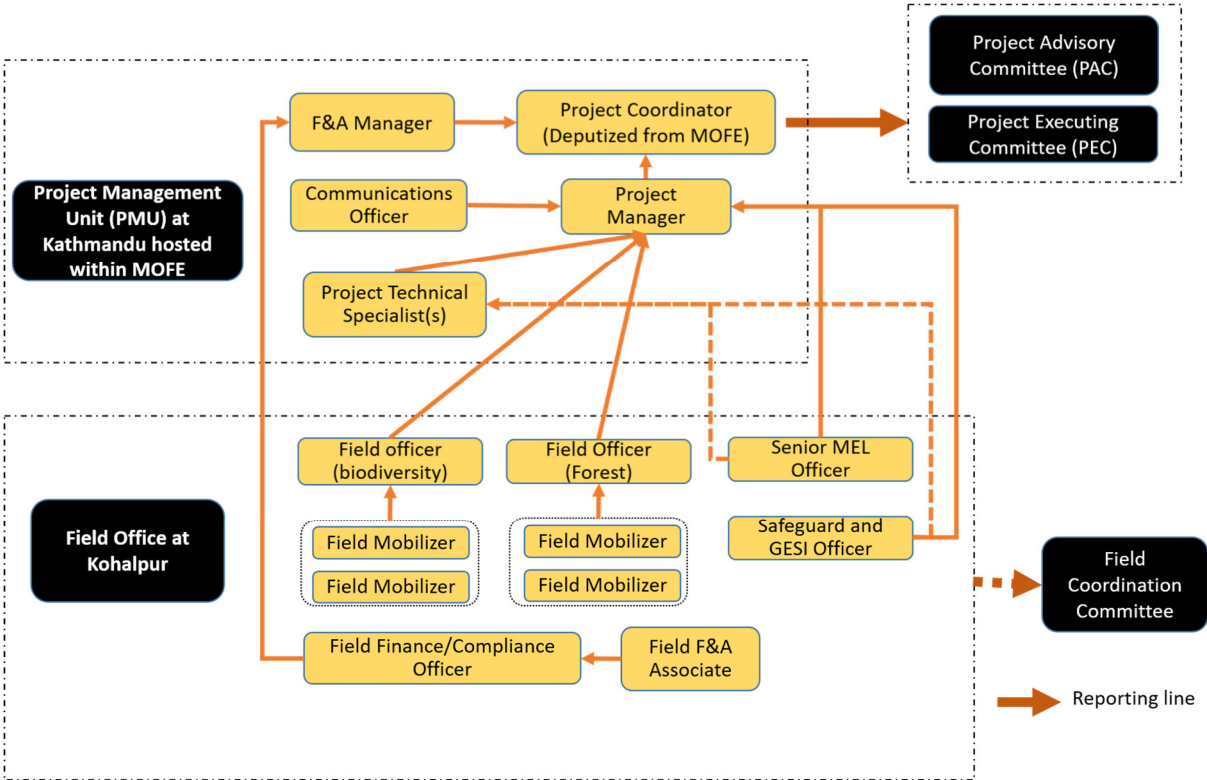 Project Advisory
Committee (PAC)
Project Executing
Committee (PEC)
F&A Manager
Project Coordinator
(Deputized from MOFE)
Communications
Officer
Project
Manager
Project Management
Unit (PMU) at
Kathmandu hosted
within MOFE
Project Technical
Specialist(s)
Field officer
(biodiversity)
Field Officer
(Forest)
Senior MEL
Officer
Field Office at
Kohalpur
Field Mobilizer
Field Mobilizer
Field Mobilizer
Field Mobilizer
Safeguard and
GESI Officer
Field
Coordination
Committee
Field Finance/Compliance
Officer
Field F&A
Associate
Reporting line